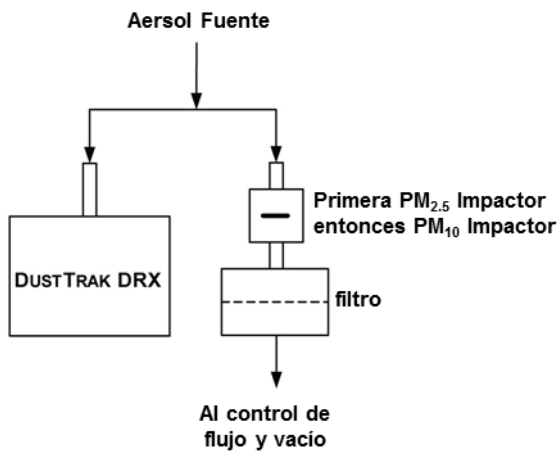 Aersol Fuente
Primera PM2.5 Impactor
entonces PM10 Impactor
DUSTTRAK DRX
filtro
Al control de
flujo y vacío